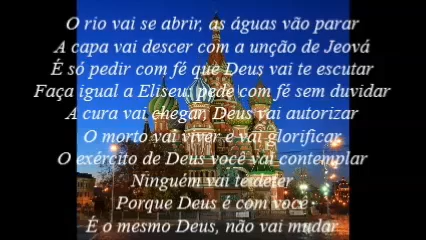 O rio vai se abrir, as águas vão parar
A capa vai descer com a unção de Jeová
É só pedir com fé que Deus vai te escutar
Faça igual a Eliseu, pede com fé sem duvidar
A cura vai chegar, Deus vai autorizar
O morto vai viver e vai glorificar
O exército de Deus você vai contemplar
Ninguém vai te deter
Porque Deus é com você
É o mesmo Deus, não vai mudar